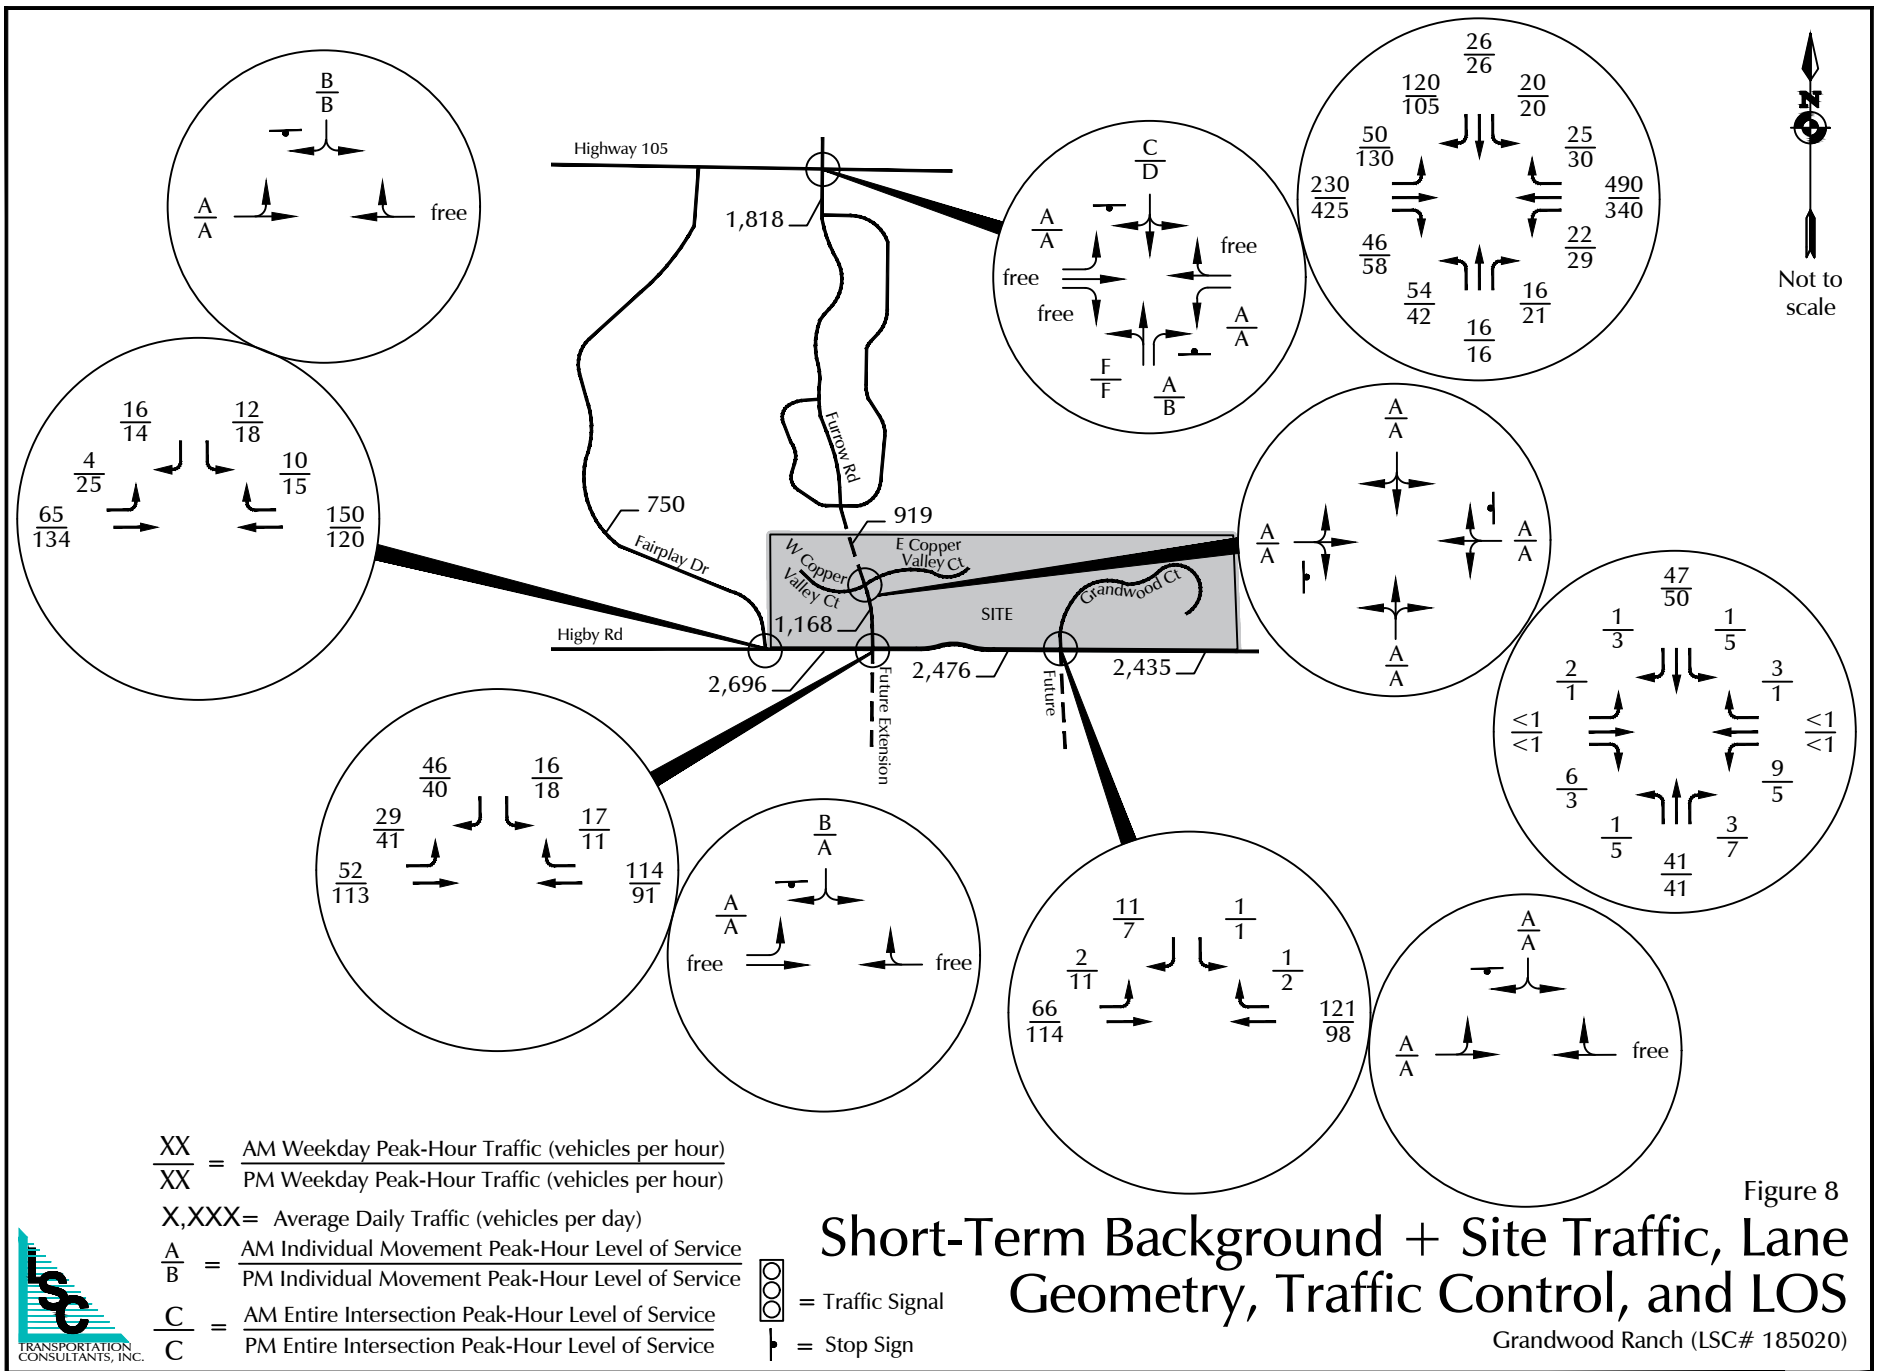 B
B
A
A
free
16
14
12
18
4
25
10
15
65
134
150
120
Highway 105
1,818
Furrow Rd
750
Fairplay Dr
919
W Copper
Valley Ct
E Copper
Valley Ct
Grandwood Ct
SITE
1,168
Higby Rd
2,696
2,476
2,435
Future Extension
Future
C
D
A
A
free
free
free
A
A
F
F
A
B
26
26
120
105
20
20
50
130
25
30
230
425
490
340
46
58
22
29
54
42
16
21
16
16
N
Not to
scale
A
A
A
A
A
A
A
A
47
50
1
3
1
5
2
1
3
1
<1
<1
<1
<1
6
3
9
5
1
5
3
7
41
41
46
40
16
18
29
41
17
11
52
113
114
91
B
A
A
A
free
free
11
7
1
1
2
11
1
2
66
114
121
98
A
A
A
A
free
XX
XX
=
AM Weekday Peak-Hour Traffic (vehicles per hour)
PM Weekday Peak-Hour Traffic (vehicles per hour)
X,XXX= Average Daily Traffic (vehicles per day)
A
B
=
AM Individual Movement Peak-Hour Level of Service
PM Individual Movement Peak-Hour Level of Service
C
C
=
AM Entire Intersection Peak-Hour Level of Service
PM Entire Intersection Peak-Hour Level of Service
= Traffic Signal
= Stop Sign
LSC
TRANSPORTATION
CONSULTANTS, INC.
Figure 8
Short-Term Background + Site Traffic, Lane
Geometry, Traffic Control, and LOS
Grandwood Ranch (LSC# 185020)